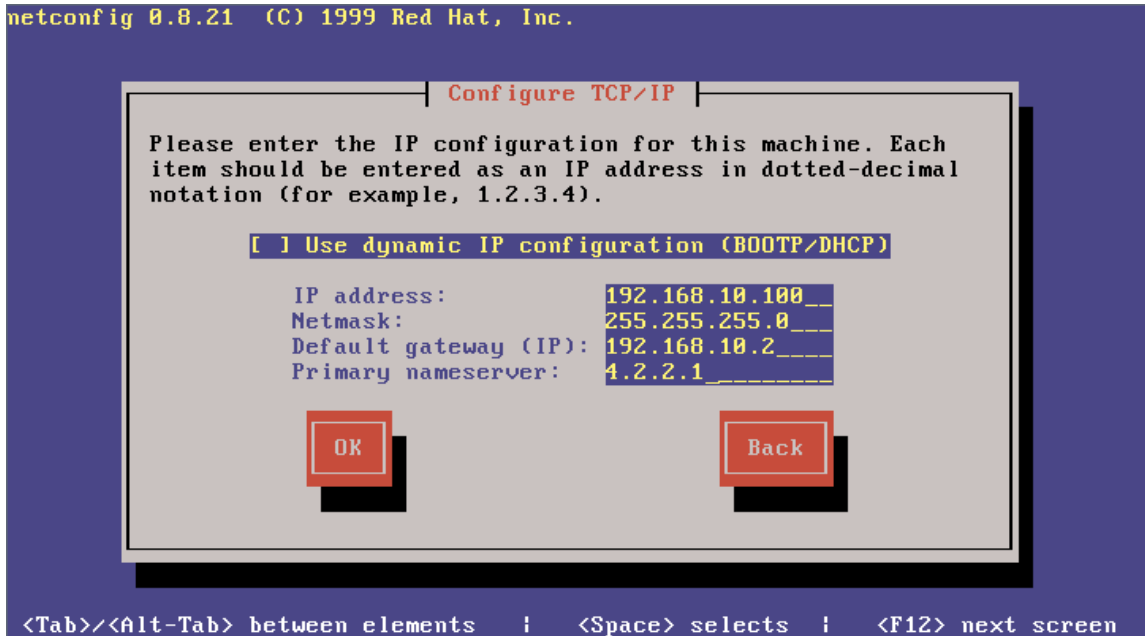 netconfig 0.8.21  (C) 1999 Red Hat, Inc.
Configure TCP/IP
Please enter the IP configuration for this machine. Each
item should be entered as an IP address in dotted-decimal
notation (for example, 1.2.3.4).
[ ] Use dynamic IP configuration (BOOTP/DHCP)
IP address: 192.168.10.100__
Netmask: 255.255.255.0___
Default gateway (IP): 192.168.10.2____
Primary nameserver: 4.2.2.1_________
OK Back
<Tab>/<Alt-Tab> between elements | <Space> selects | <F12> next screen